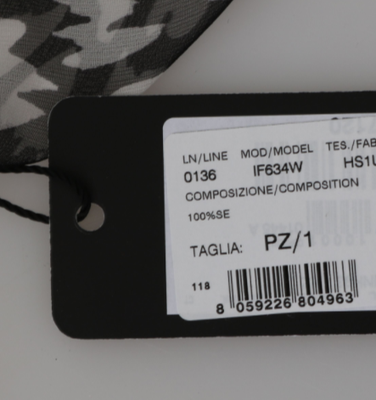 LN/LINE MOD/MODEL TES./FAB
0136 IF634W HS1U
COMPOSIZIONE/COMPOSITION
100%SE
TAGLIA: PZ/1
118
8 059226 804963